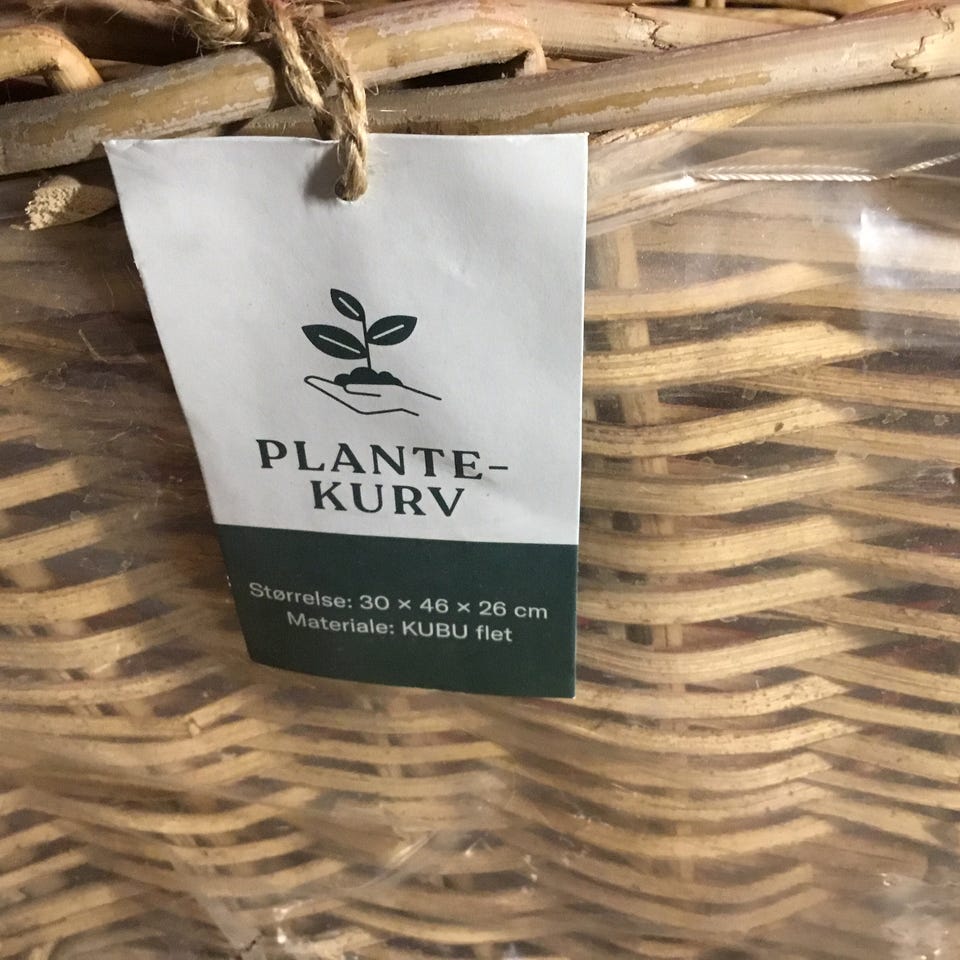 PLANTE-
KURV
Størrelse: 30 × 46 × 26 cm
Materiale: KUBU flet